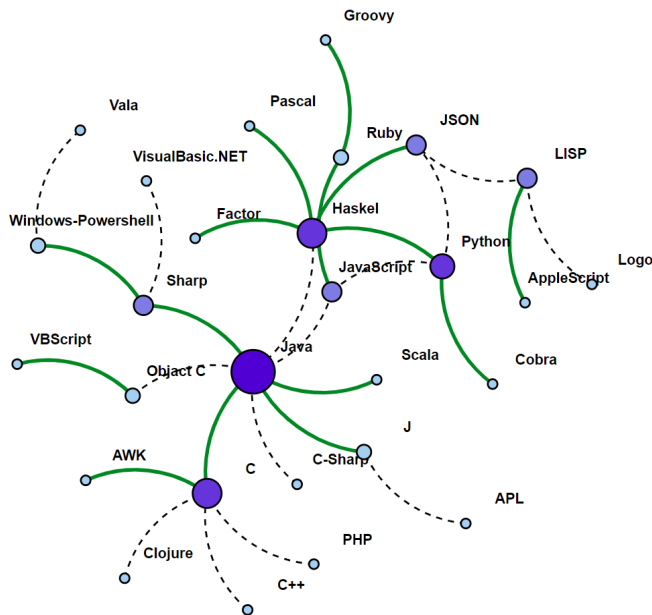 Groovy
Vala
Pascal
Ruby
JSON
VisualBasic.NET
LISP
Windows-Powershell
Factor
Haskel
Python
JavaScript
AppleScript
Logo
Sharp
VBScript
Objact C
Java
Scala
Cobra
J
AWK
C
C-Sharp
APL
Clojure
PHP
C++